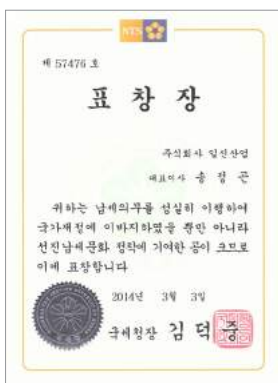 NTS
제 57476 호
표 창 장
주식회사 일신산업
대표이사 송 정 곤
귀하는 납세의무를 성실히 이행하여
국가재정에 이바지하였을 뿐만 아니라
선진납세문화 정착에 기여한 공이 크므로
이에 표창합니다
2014년 3월 3일
국세청장 김 덕 중